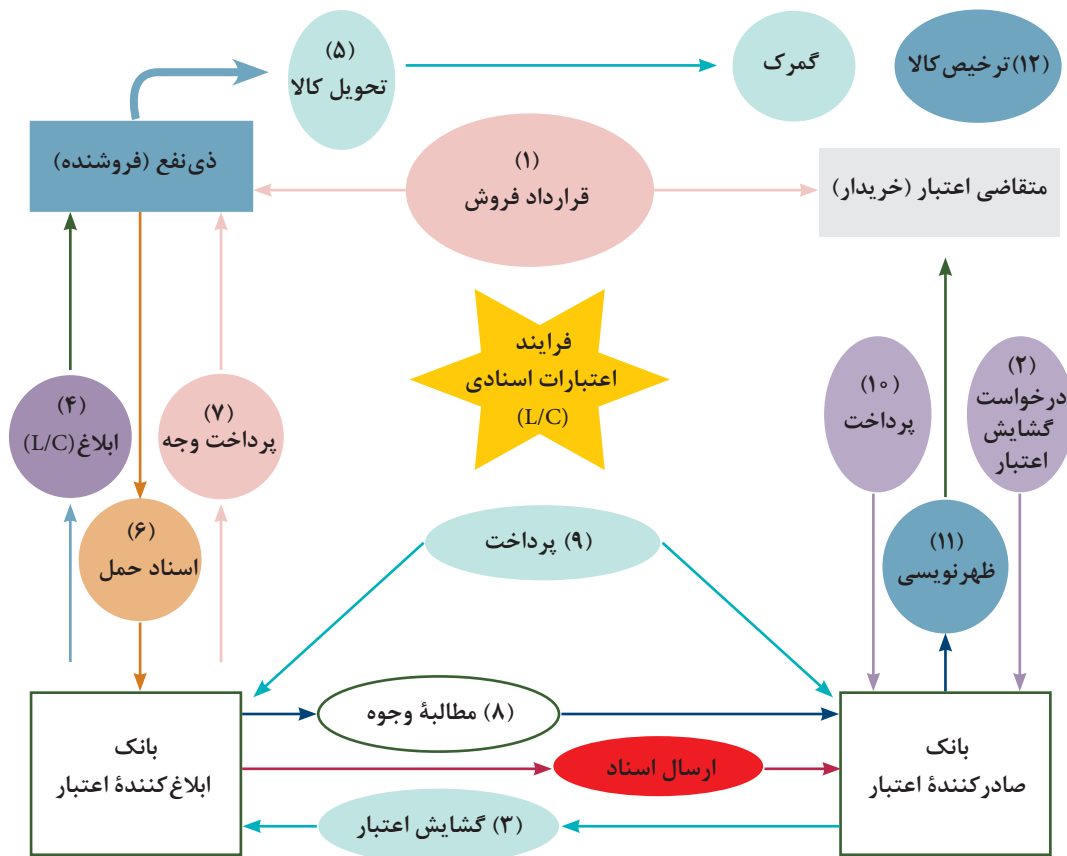 (۵)
تحویل کالا
گمرک
(۱۲) ترخیص کالا
ذی‌نفع (فروشنده)
(۱)
قرارداد فروش
متقاضی اعتبار (خریدار)
فرایند
اعتبارات اسنادی
(L/C)
(۴)
ابلاغ (L/C)
(۷)
پرداخت وجه
(۱۰)
پرداخت
(۲)
درخواست
گشایش
اعتبار
(۶)
اسناد حمل
(۹) پرداخت
(۱۱)
ظهرنویسی
بانک
ابلاغ‌کنندهٔ اعتبار
(۸) مطالبهٔ وجوه
ارسال اسناد
(۳) گشایش اعتبار
بانک
صادرکنندهٔ اعتبار